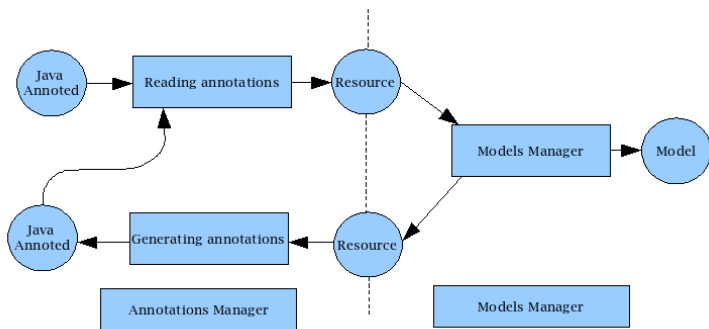 Java
Annoted
Reading annotations
Resource
Models Manager
Model
Java
Annoted
Generating annotations
Resource
Annotations Manager
Models Manager